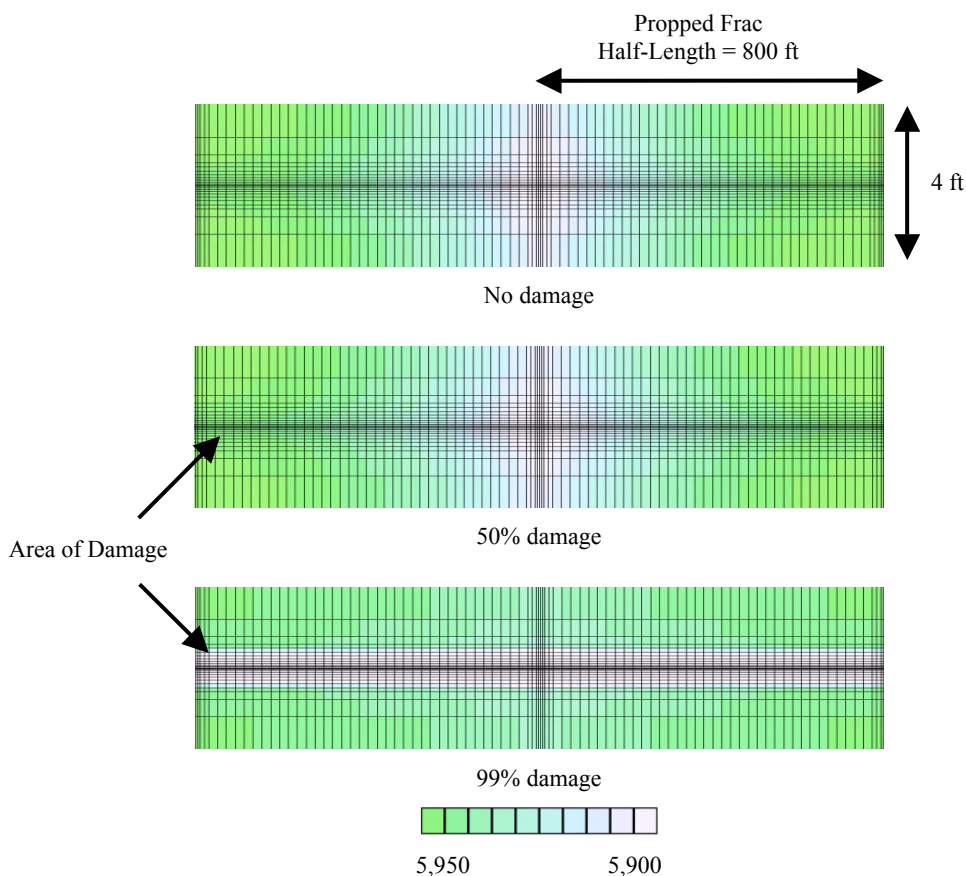 Propped Frac
Half-Length = 800 ft
4 ft
No damage
50% damage
Area of Damage
99% damage
5,950 5,900